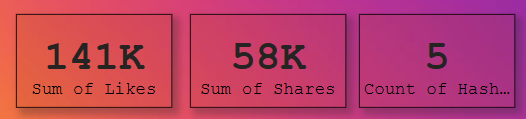 141K
Sum of Likes
58K
Sum of Shares
5
Count of Hash…